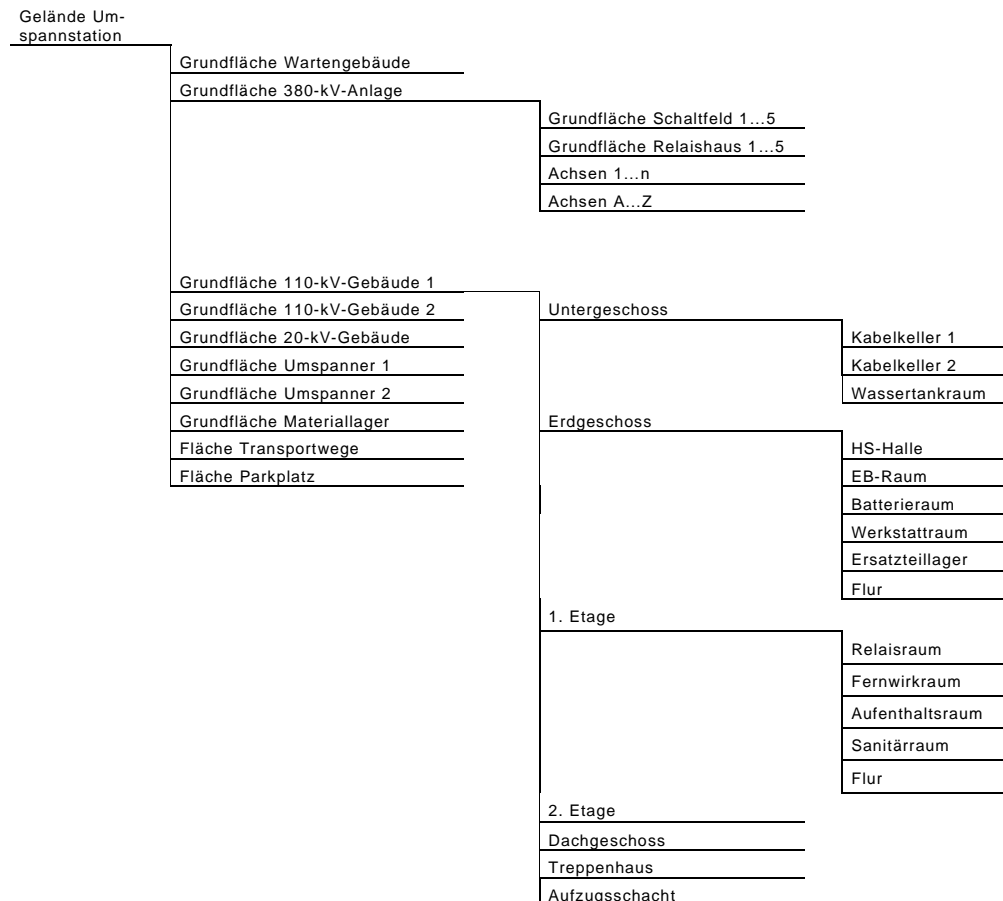 Gelände Um-
spannstation
Grundfläche Wartengebäude
Grundfläche 380-kV-Anlage
Grundfläche Schaltfeld 1...5
Grundfläche Relaishaus 1...5
Achsen 1...n
Achsen A...Z
Grundfläche 110-kV-Gebäude 1
Grundfläche 110-kV-Gebäude 2
Untergeschoss
Grundfläche 20-kV-Gebäude
Kabelkeller 1
Grundfläche Umspanner 1
Kabelkeller 2
Grundfläche Umspanner 2
Wassertankraum
Grundfläche Materiallager
Erdgeschoss
Fläche Transportwege
HS-Halle
Fläche Parkplatz
EB-Raum
Batterieraum
Werkstattraum
Ersatzteillager
Flur
1. Etage
Relaisraum
Fernwirkraum
Aufenthaltsraum
Sanitärraum
Flur
2. Etage
Dachgeschoss
Treppenhaus
Aufzugsschacht